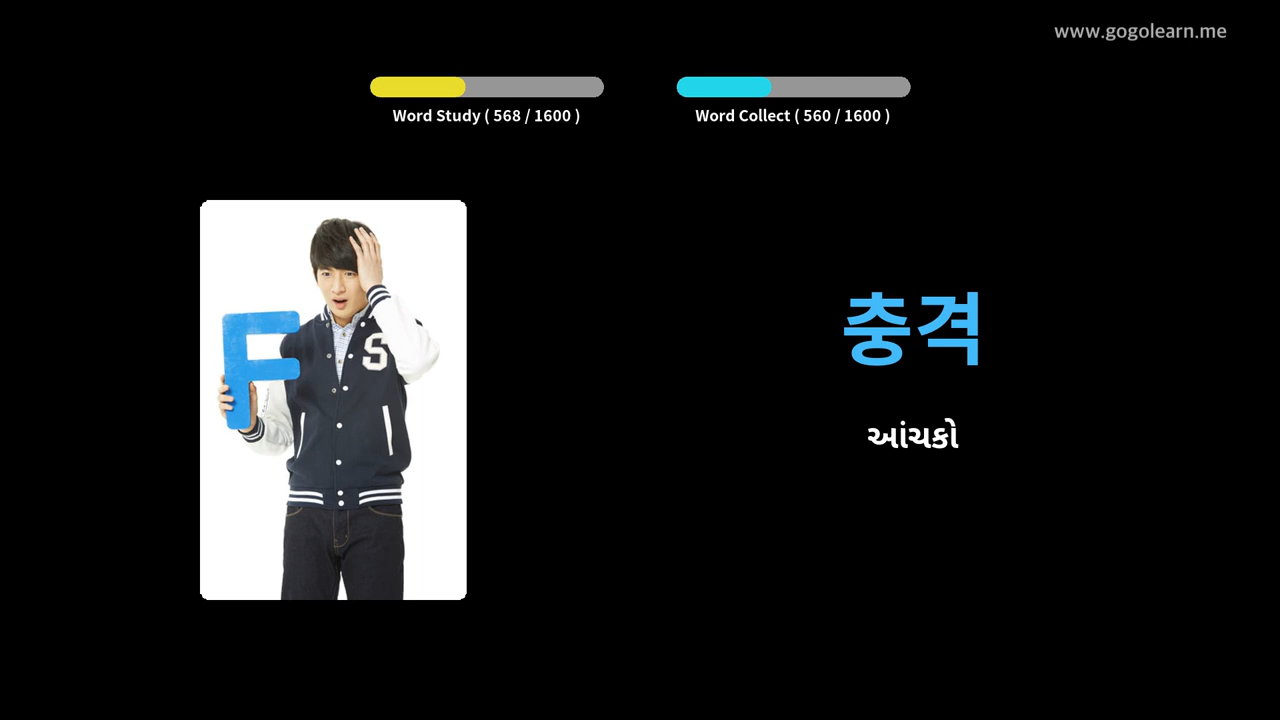 www.gogolearn.me
Word Study ( 568 / 1600 )
Word Collect ( 560 / 1600 )
F
S
충격
આંચકો